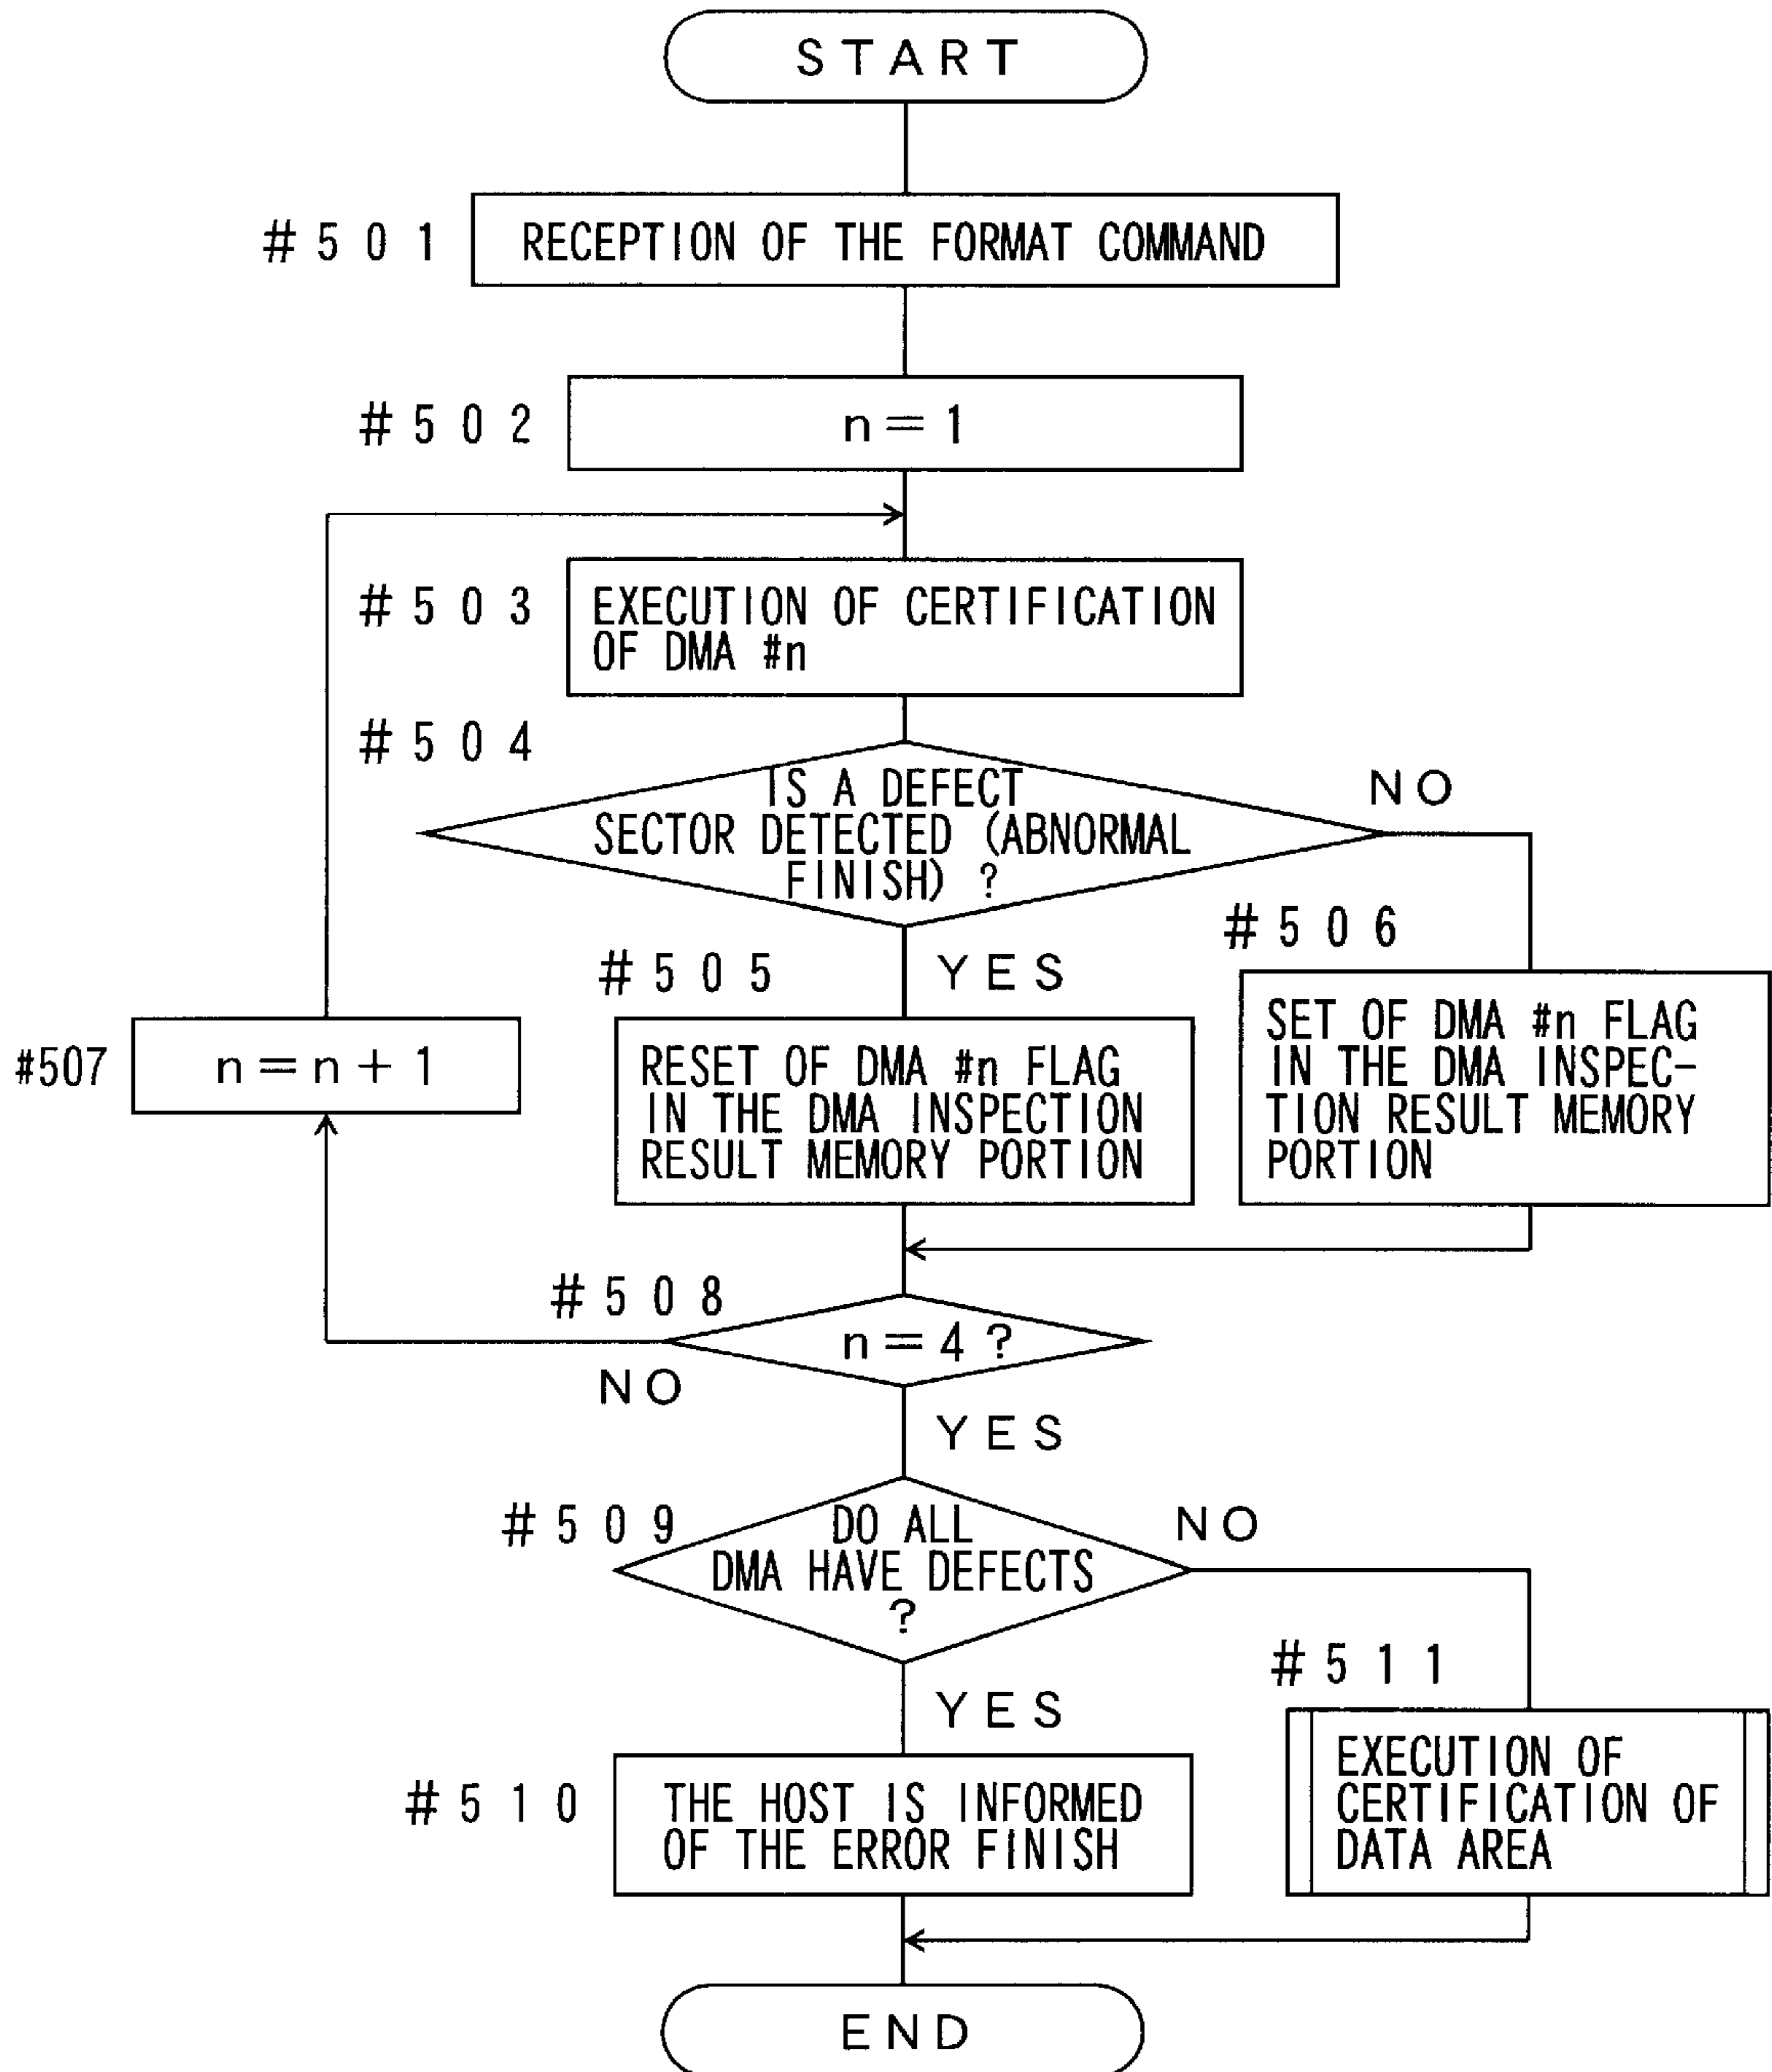 START
#501
RECEPTION OF THE FORMAT COMMAND
#502
n=1
#503
EXECUTION OF CERTIFICATION
OF DMA #n
#504
IS A DEFECT
SECTOR DETECTED (ABNORMAL
FINISH) ?
NO
#505
YES
#506
#507
n=n+1
RESET OF DMA #n FLAG
IN THE DMA INSPECTION
RESULT MEMORY PORTION
SET OF DMA #n FLAG
IN THE DMA INSPEC-
TION RESULT MEMORY
PORTION
#508
n=4?
NO
YES
#509
DO ALL
DMA HAVE DEFECTS
?
NO
YES
#511
#510
THE HOST IS INFORMED
OF THE ERROR FINISH
EXECUTION OF
CERTIFICATION OF
DATA AREA
END